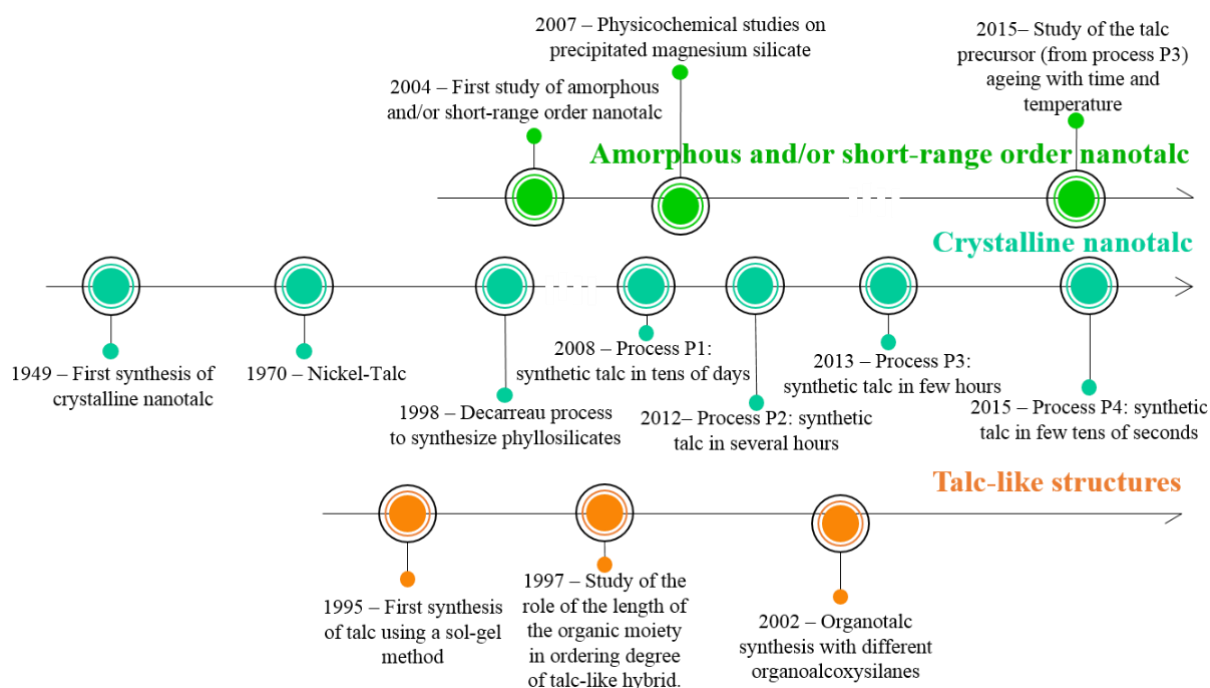 2007 – Physicochemical studies on
precipitated magnesium silicate
2015– Study of the talc
precursor (from process P3)
ageing with time and
temperature
2004 – First study of amorphous
and/or short-range order nanotalc
Amorphous and/or short-range order nanotalc
Crystalline nanotalc
1949 – First synthesis of
crystalline nanotalc
1970 – Nickel-Talc
1998 – Decarreau process
to synthesize phyllosilicates
2008 – Process P1:
synthetic talc in tens of days
2012– Process P2: synthetic
talc in several hours
2013 – Process P3:
synthetic talc in few hours
2015 – Process P4: synthetic
talc in few tens of seconds
Talc-like structures
1995 – First synthesis
of talc using a sol-gel
method
1997 – Study of the
role of the length of
the organic moiety
in ordering degree
of talc-like hybrid.
2002 – Organotalc
synthesis with different
organoalcoxysilanes